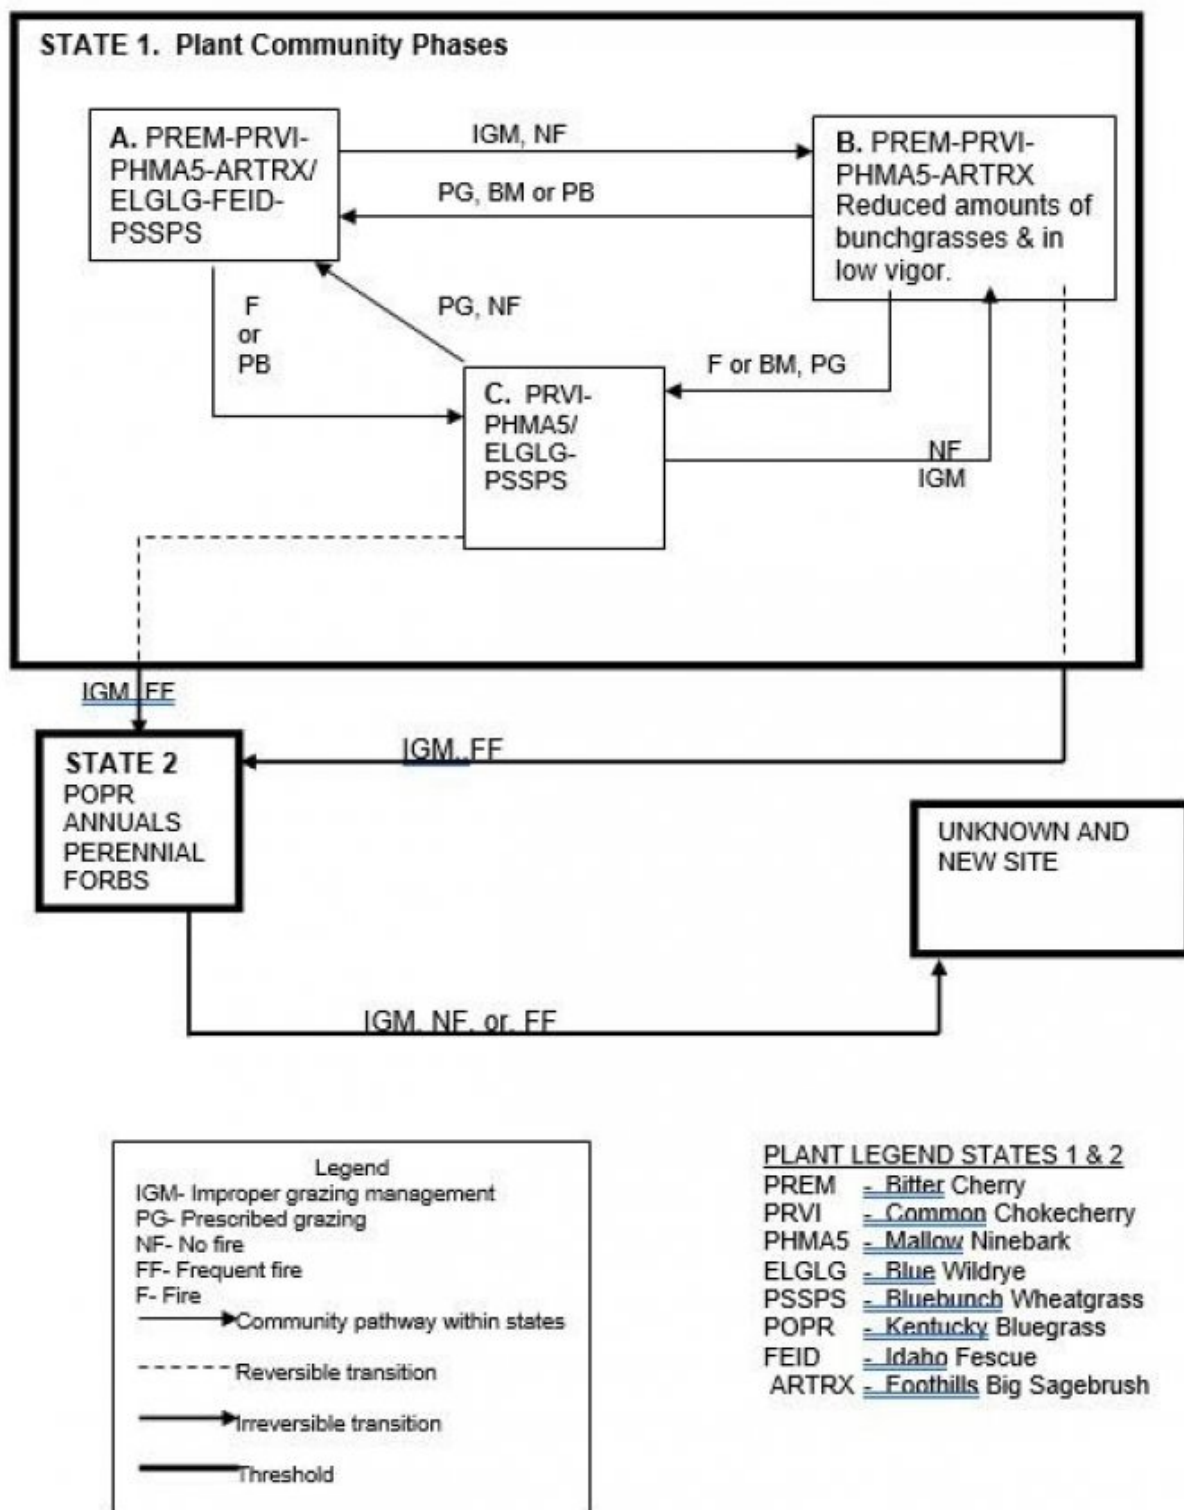 STATE 1. Plant Community Phases
A. PREM-PRVI-
PHMA5-ARTRX/
ELGLG-FEID-
PSSPS
IGM, NF
PG, BM or PB
B. PREM-PRVI-
PHMA5-ARTRX
Reduced amounts of
bunchgrasses & in
low vigor.
F
or
PB
PG, NF
F or BM, PG
C. PRVI-
PHMA5/
ELGLG-
PSSPS
NF
IGM
IGM, FF
STATE 2
POPR
ANNUALS
PERENNIAL
FORBS
IGM,.FF
UNKNOWN AND
NEW SITE
IGM, NF, or, FF
Legend
IGM- Improper grazing management
PG- Prescribed grazing
NF- No fire
FF- Frequent fire
F- Fire
Community pathway within states
Reversible transition
Irreversible transition
Threshold
PLANT LEGEND STATES 1 & 2
PREM - Bitter Cherry
PRVI - Common Chokecherry
PHMA5 - Mallow Ninebark
ELGLG - Blue Wildrye
PSSPS - Bluebunch Wheatgrass
POPR - Kentucky Bluegrass
FEID - Idaho Fescue
ARTRX - Foothills Big Sagebrush